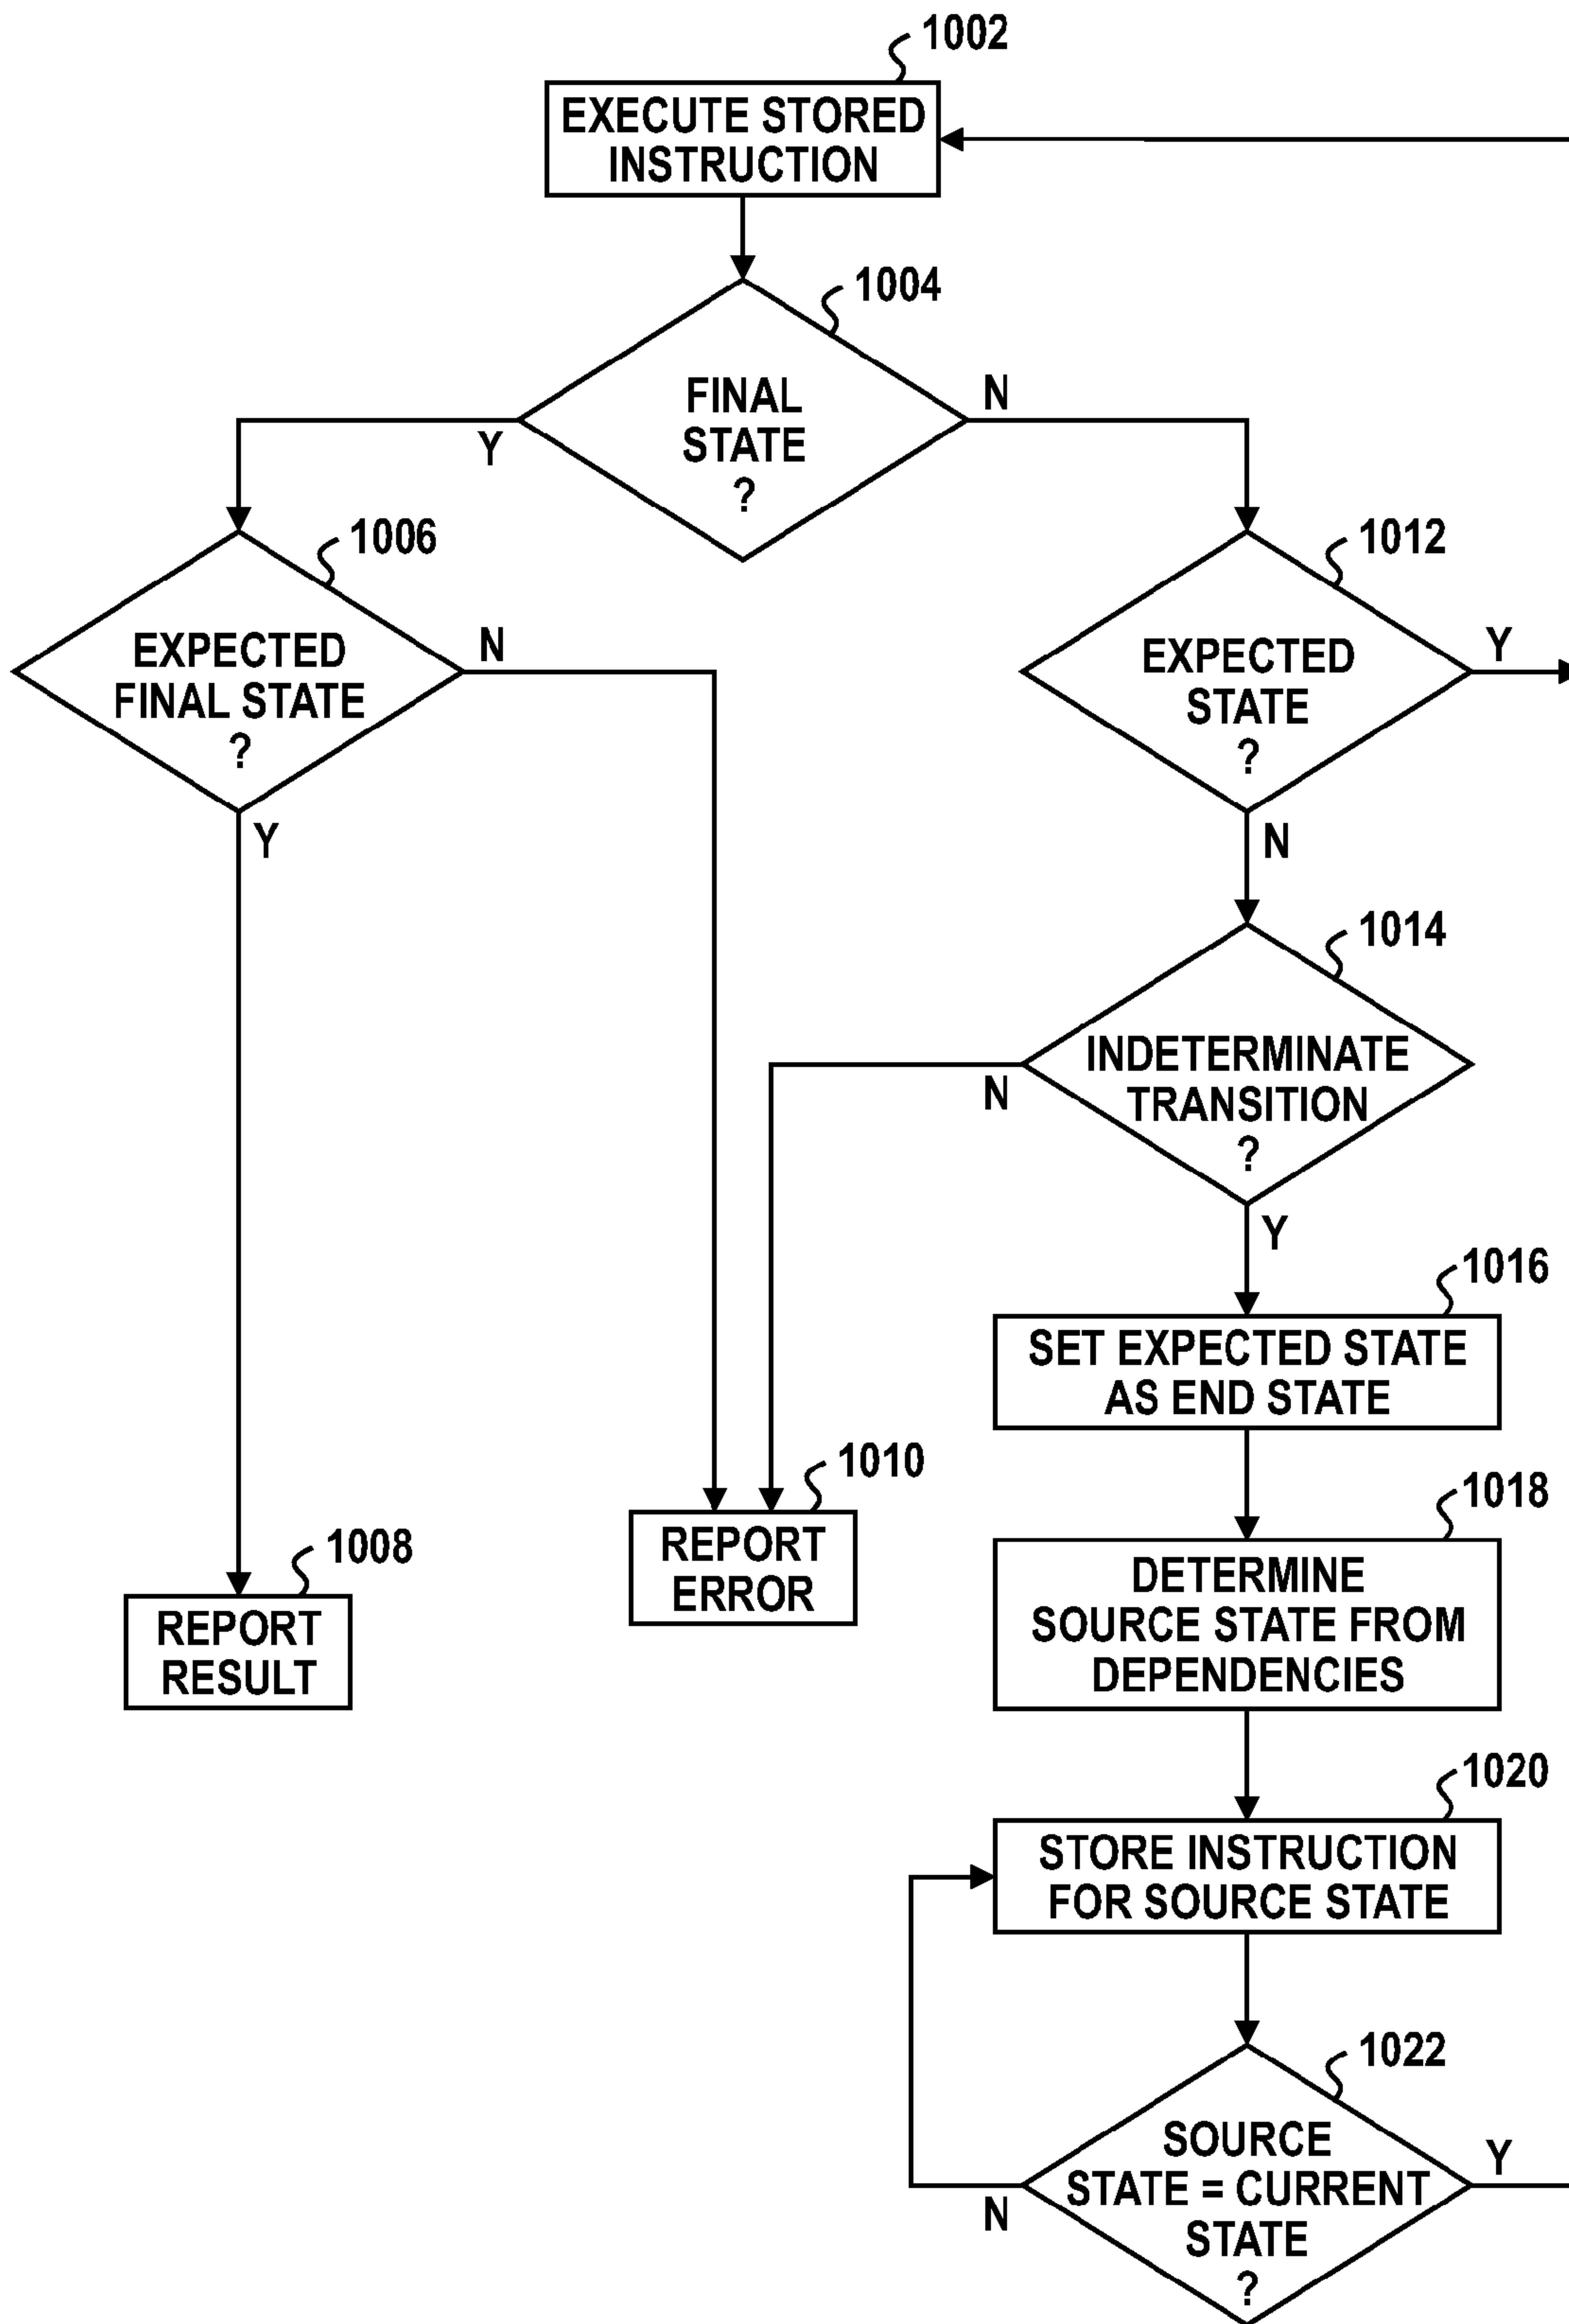 1002
EXECUTE STORED
INSTRUCTION
1004
FINAL
STATE
?
Y
N
1006
EXPECTED
FINAL STATE
?
N
Y
1012
EXPECTED
STATE
?
Y
N
1014
INDETERMINATE
TRANSITION
?
N
Y
1016
SET EXPECTED STATE
AS END STATE
1010
REPORT
ERROR
1008
REPORT
RESULT
1018
DETERMINE
SOURCE STATE FROM
DEPENDENCIES
1020
STORE INSTRUCTION
FOR SOURCE STATE
1022
SOURCE
STATE = CURRENT
STATE
?
N
Y